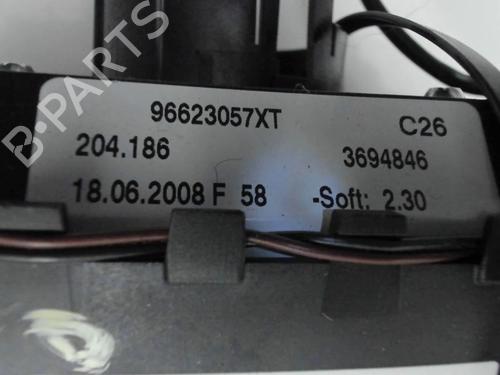 B-PARTS
96623057XT C26
204.186 3694846
18.06.2008 F 58 -Soft: 2.30